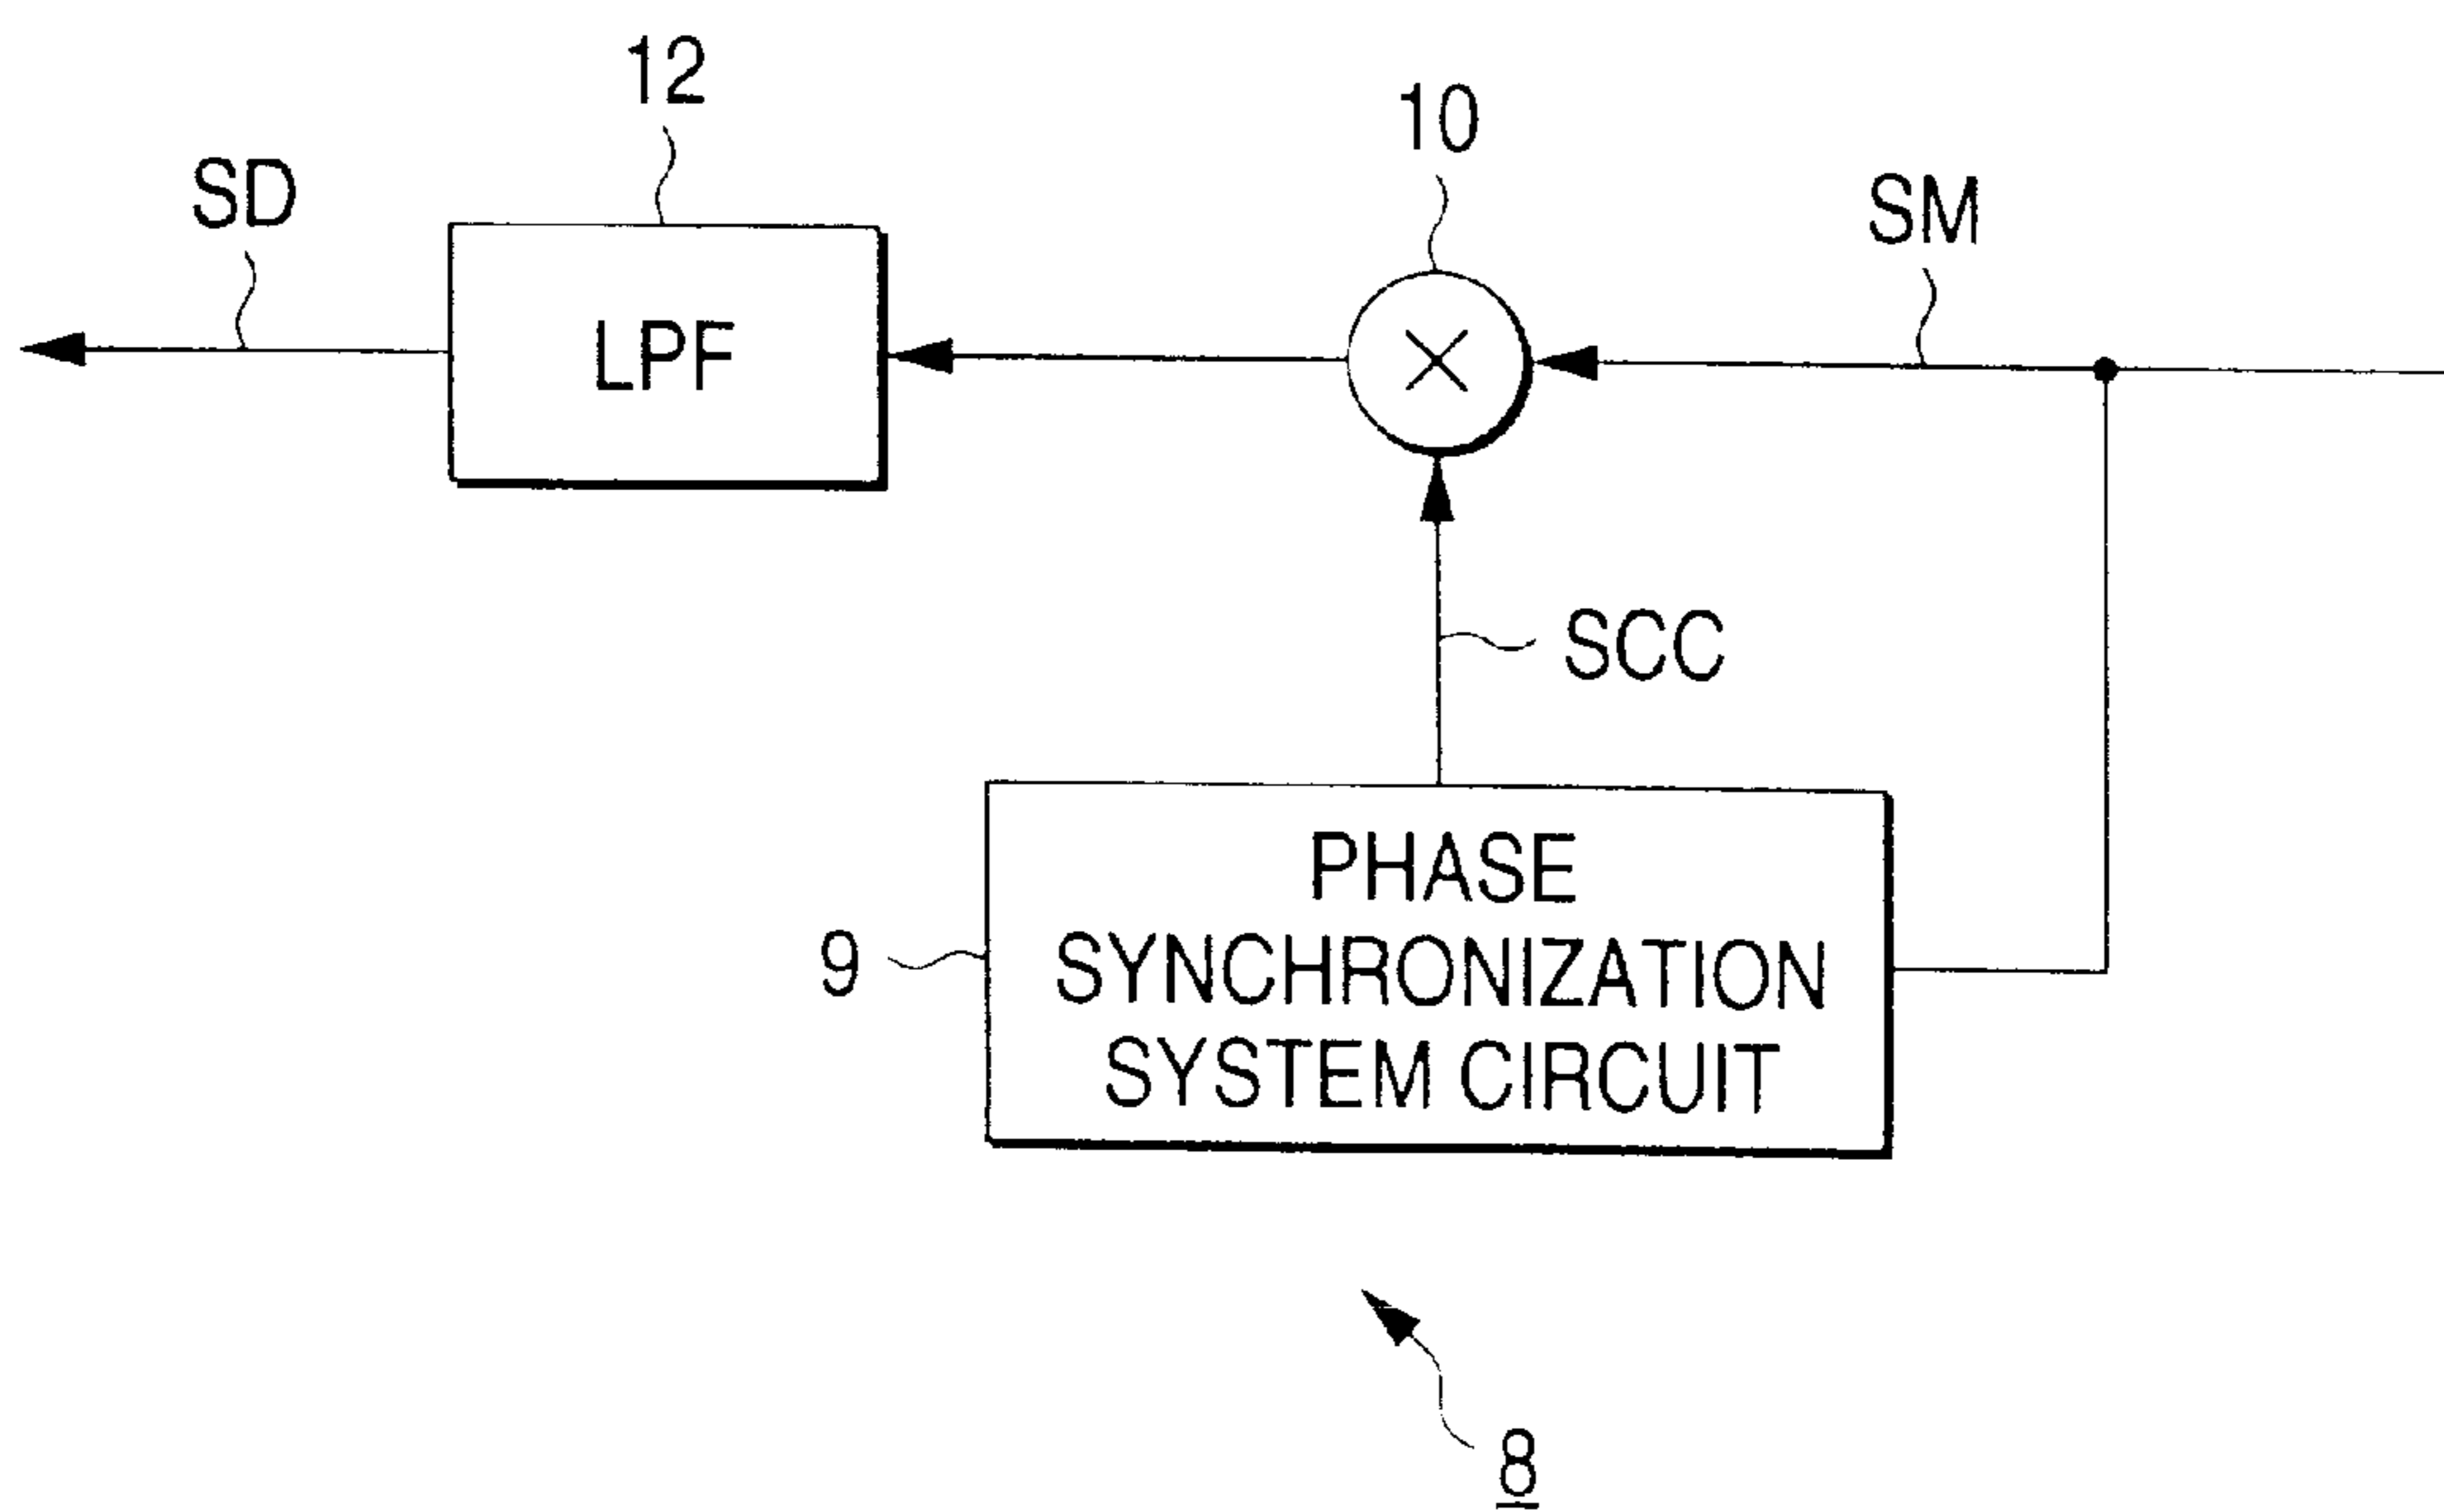 12
10
SD
SM
LPF
SCC
PHASE
SYNCHRONIZATION
SYSTEM CIRCUIT
9
8